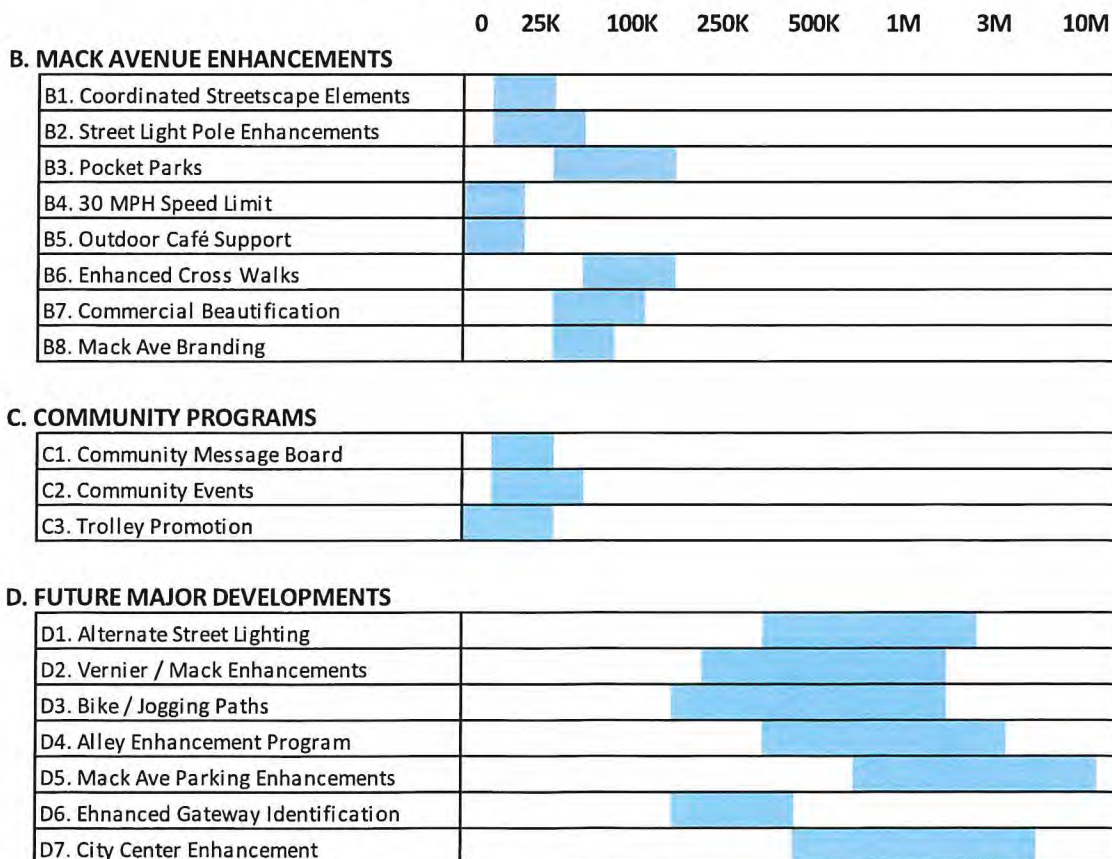 0 25K 100K 250K 500K 1M 3M 10M
B. MACK AVENUE ENHANCEMENTS
B1. Coordinated Streetscape Elements
B2. Street Light Pole Enhancements
B3. Pocket Parks
B4. 30 MPH Speed Limit
B5. Outdoor Café Support
B6. Enhanced Cross Walks
B7. Commercial Beautification
B8. Mack Ave Branding
C. COMMUNITY PROGRAMS
C1. Community Message Board
C2. Community Events
C3. Trolley Promotion
D. FUTURE MAJOR DEVELOPMENTS
D1. Alternate Street Lighting
D2. Vernier / Mack Enhancements
D3. Bike / Jogging Paths
D4. Alley Enhancement Program
D5. Mack Ave Parking Enhancements
D6. Ehnanced Gateway Identification
D7. City Center Enhancement